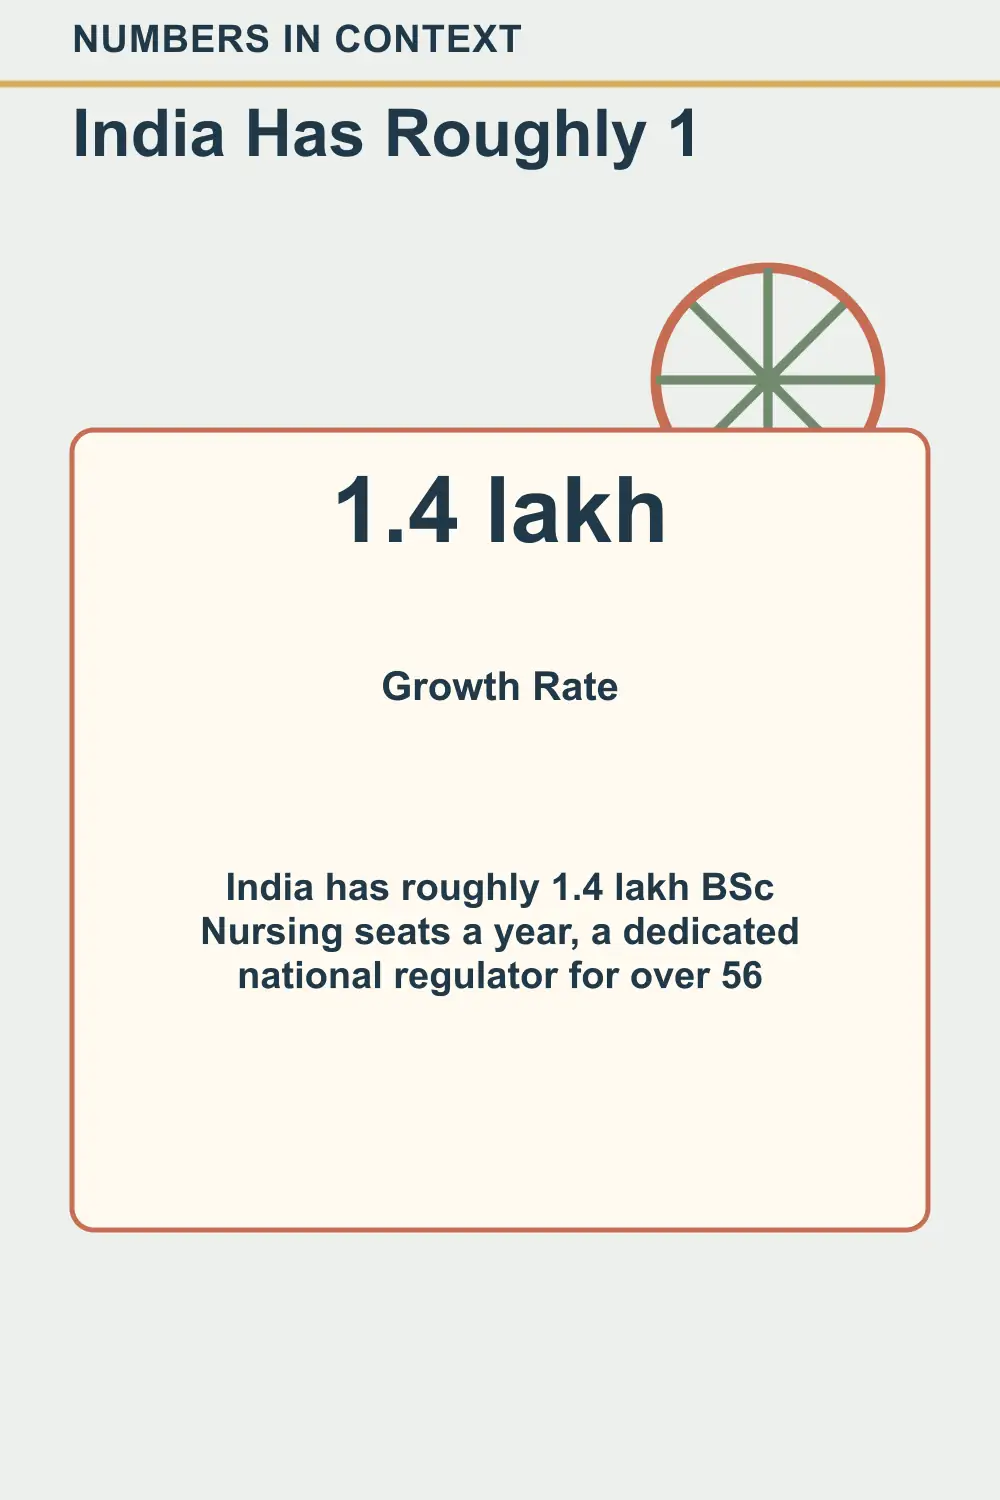 NUMBERS IN CONTEXT
India Has Roughly 1
1.4 lakh
Growth Rate
India has roughly 1.4 lakh BSc
Nursing seats a year, a dedicated
national regulator for over 56